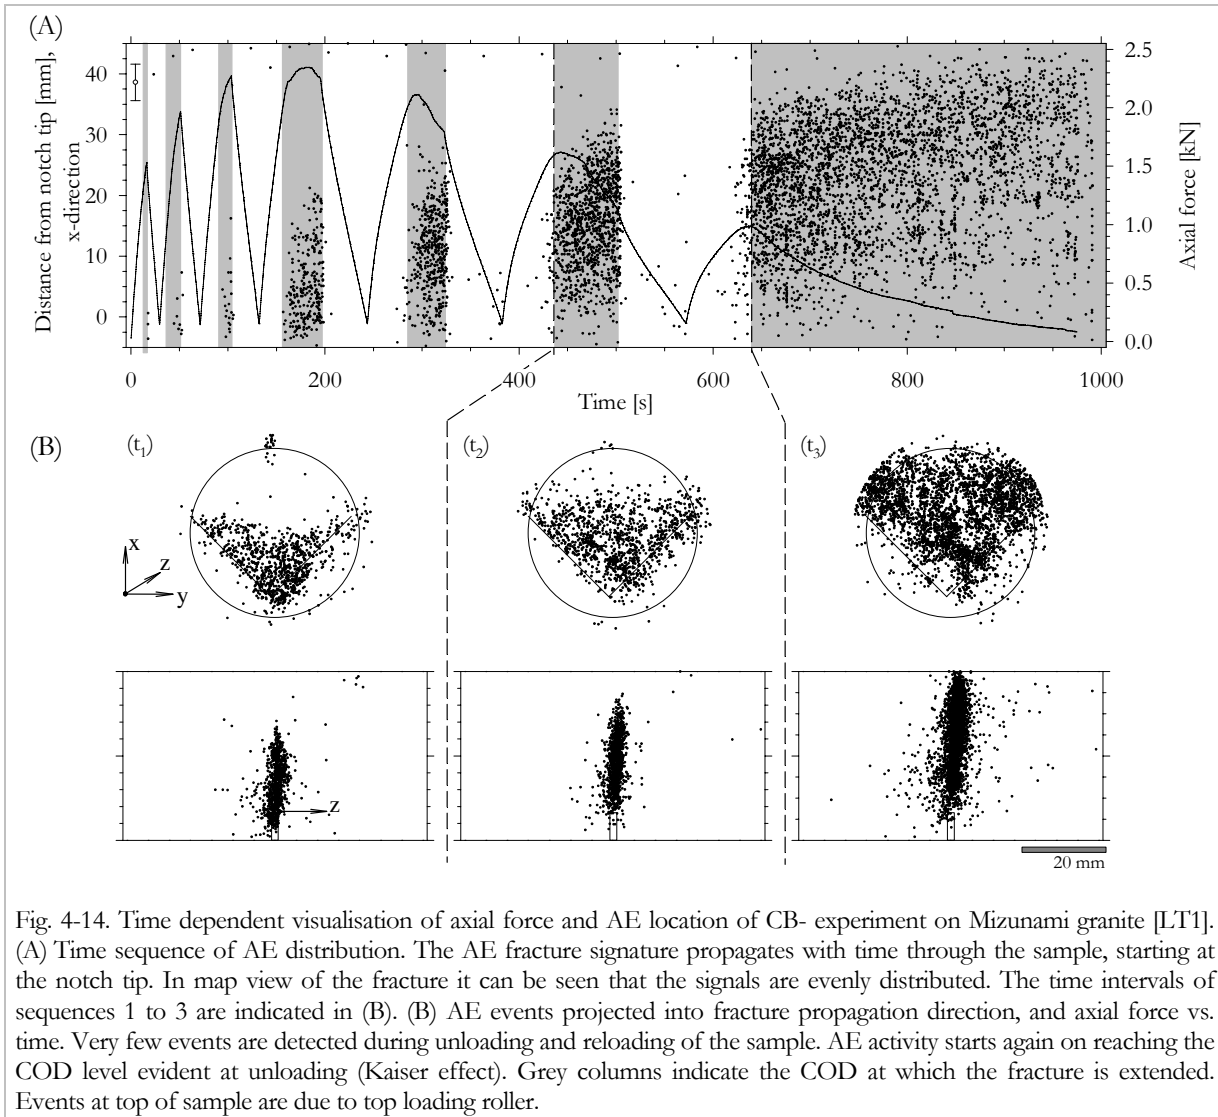 (A)
Distance from notch tip [mm],
x-direction
40
30
20
10
0
2.5
2.0
1.5
1.0
0.5
0.0
Axial force [kN]
0
200
400
600
800
1000
Time [s]
(B)
(t1)
(t2)
(t3)
x
z
y
z
20 mm
Fig. 4-14. Time dependent visualisation of axial force and AE location of CB- experiment on Mizunami granite [LT1].
(A) Time sequence of AE distribution. The AE fracture signature propagates with time through the sample, starting at
the notch tip. In map view of the fracture it can be seen that the signals are evenly distributed. The time intervals of
sequences 1 to 3 are indicated in (B). (B) AE events projected into fracture propagation direction, and axial force vs.
time. Very few events are detected during unloading and reloading of the sample. AE activity starts again on reaching the
COD level evident at unloading (Kaiser effect). Grey columns indicate the COD at which the fracture is extended.
Events at top of sample are due to top loading roller.